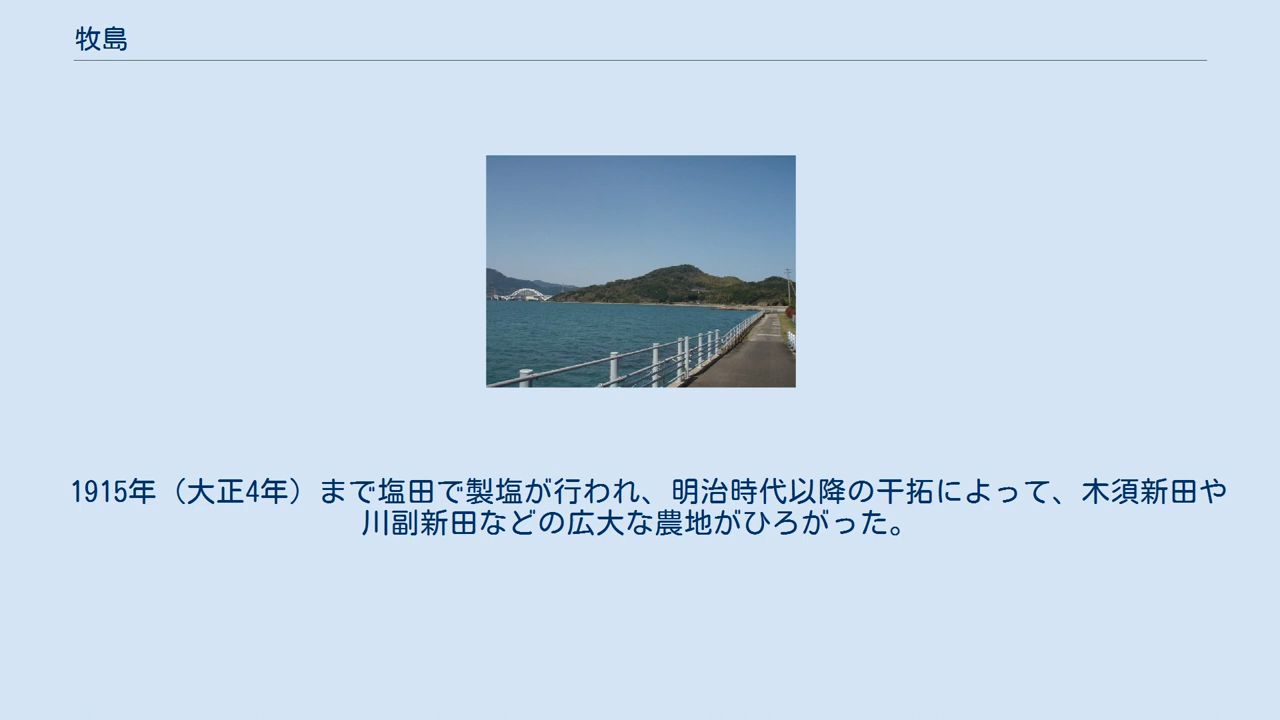 牧島
1915年（大正4年）まで塩田で製塩が行われ、明治時代以降の干拓によって、木須新田や
川副新田などの広大な農地がひろがった。